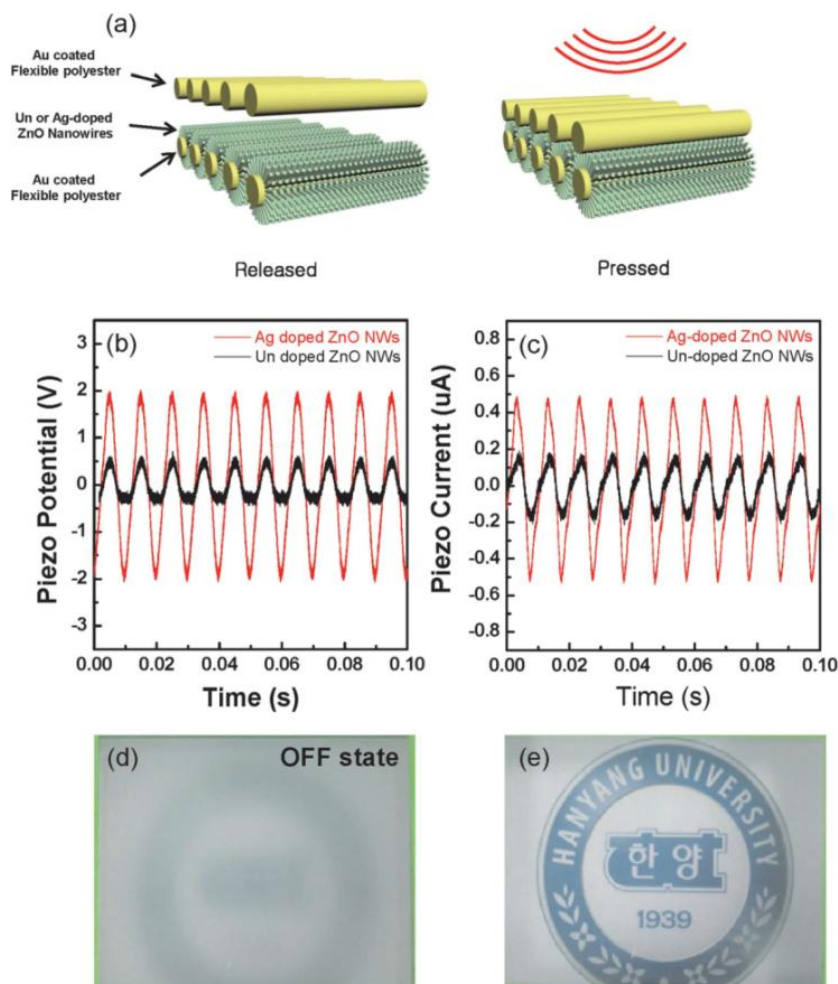 (a)
Au coated
Flexible polyester
Un or Ag-doped
ZnO Nanowires
Au coated
Flexible polyester
Released
Pressed
(b)
Ag doped ZnO NWs
Un doped ZnO NWs
Piezo Potential (V)
3
2
1
0
-1
-2
-3
0.00 0.02 0.04 0.06 0.08 0.10
Time (s)
(c)
Ag-doped ZnO NWs
Un-doped ZnO NWs
Piezo Current (uA)
0.8
0.6
0.4
0.2
0.0
-0.2
-0.4
-0.6
-0.8
0.00 0.02 0.04 0.06 0.08 0.10
Time (s)
(d)
OFF state
(e)
HANYANG UNIVERSITY
한양
1939